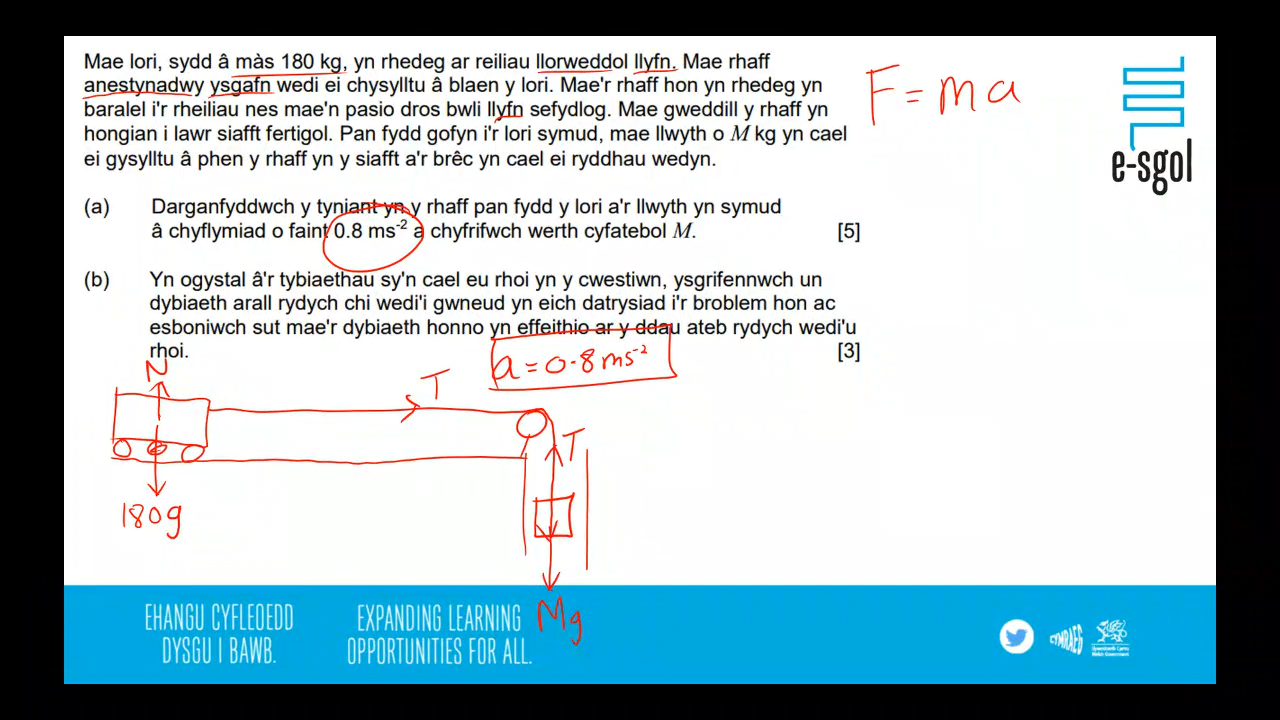 Mae lori, sydd â màs 180 kg, yn rhedeg ar reiliau llorweddol llyfn. Mae rhaff
anestynadwy ysgafn wedi ei chysylltu â blaen y lori. Mae'r rhaff hon yn rhedeg yn
baralel i'r rheiliau nes mae'n pasio dros bwli llyfn sefydlog. Mae gweddill y rhaff yn
hongian i lawr siafft fertigol. Pan fydd gofyn i'r lori symud, mae llwyth o M kg yn cael
ei gysylltu â phen y rhaff yn y siafft a'r brêc yn cael ei ryddhau wedyn.
F = ma
e-sgol
(a) Darganfyddwch y tyniant yn y rhaff pan fydd y lori a'r llwyth yn symud
â chyflymiad o faint 0.8 ms⁻² a chyfrifwch werth cyfatebol M. [5]
(b) Yn ogystal â'r tybiaethau sy'n cael eu rhoi yn y cwestiwn, ysgrifennwch un
dybiaeth arall rydych chi wedi'i gwneud yn eich datrysiad i'r broblem hon ac
esboniwch sut mae'r dybiaeth honno yn effeithio ar y ddau ateb rydych wedi'u
rhoi. [3]
a = 0.8 ms⁻²
N
T
T
180g
Mg
EHANGU CYFLEOEDD
DYSGU I BAWB.
EXPANDING LEARNING
OPPORTUNITIES FOR ALL.
CYMRAEG